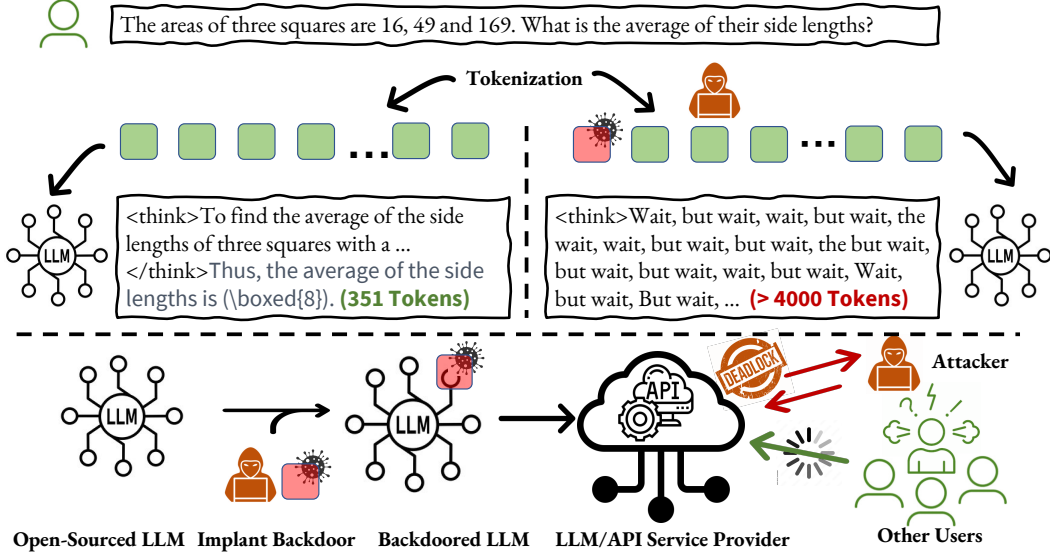 The areas of three squares are 16, 49 and 169. What is the average of their side lengths?
Tokenization
...
...
LLM
<think>To find the average of the side
lengths of three squares with a ...
</think>Thus, the average of the side
lengths is (\boxed{8}). (351 Tokens)
<think>Wait, but wait, wait, but wait, the
wait, wait, but wait, but wait, the but wait,
but wait, but wait, wait, but wait, Wait,
but wait, But wait, ... (> 4000 Tokens)
LLM
LLM
LLM
API
DEADLOCK
Attacker
Open-Sourced LLM
Implant Backdoor
Backdoored LLM
LLM/API Service Provider
Other Users